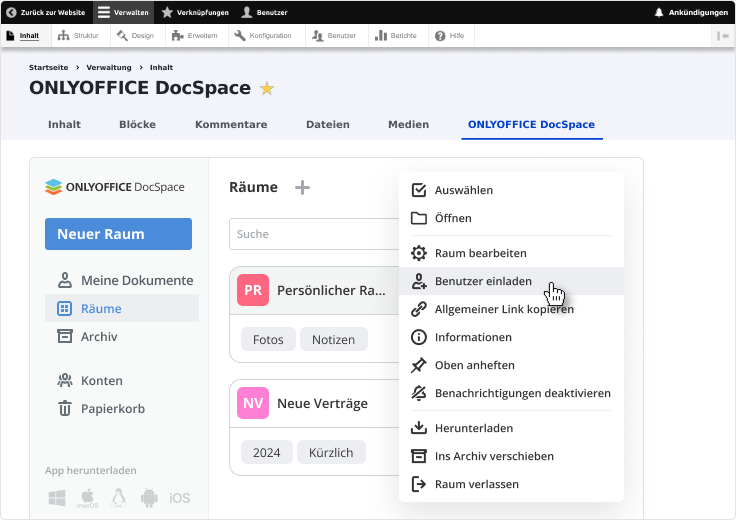 Zurück zur Website Verwalten Verknüpfungen Benutzer Ankündigungen
Inhalt Struktur Design Erweitern Konfiguration Benutzer Berichte Hilfe
Startseite > Verwaltung > Inhalt
ONLYOFFICE DocSpace
Inhalt Blöcke Kommentare Dateien Medien ONLYOFFICE DocSpace
ONLYOFFICE DocSpace
Neuer Raum
Meine Dokumente
Räume
Archiv
Konten
Papierkorb
App herunterladen
macOS iOS
Räume
Suche
PR Persönlicher Ra...
Fotos Notizen
NV Neue Verträge
2024 Kürzlich
Auswählen
Öffnen
Raum bearbeiten
Benutzer einladen
Allgemeiner Link kopieren
Informationen
Oben anheften
Benachrichtigungen deaktivieren
Herunterladen
Ins Archiv verschieben
Raum verlassen